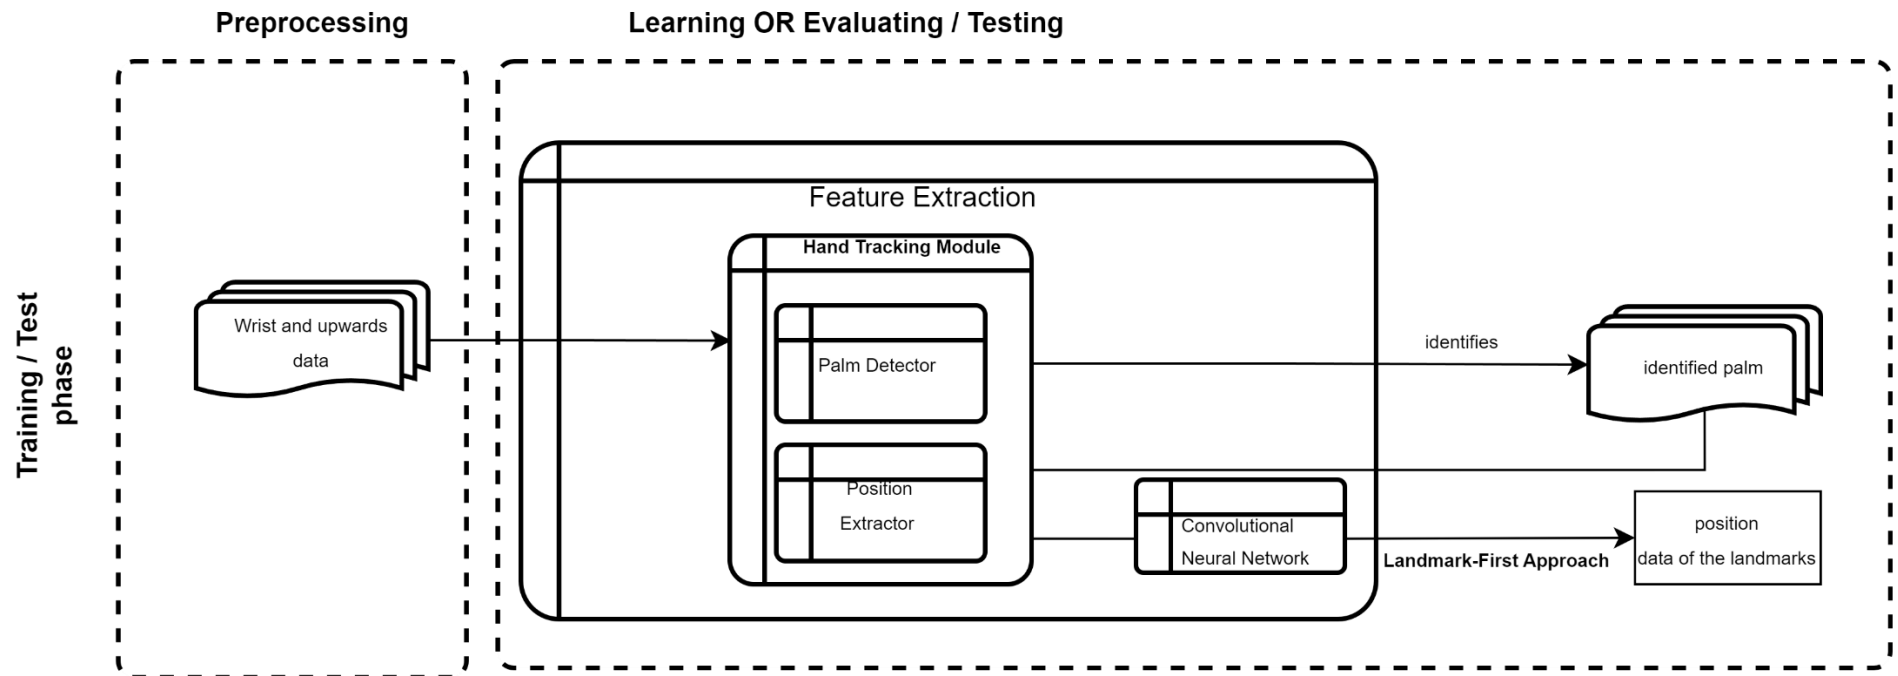 Preprocessing
Learning OR Evaluating / Testing
Training / Test
phase
Wrist and upwards
data
Feature Extraction
Hand Tracking Module
Palm Detector
Position
Extractor
Convolutional
Neural Network
identifies
identified palm
Landmark-First Approach
position
data of the landmarks